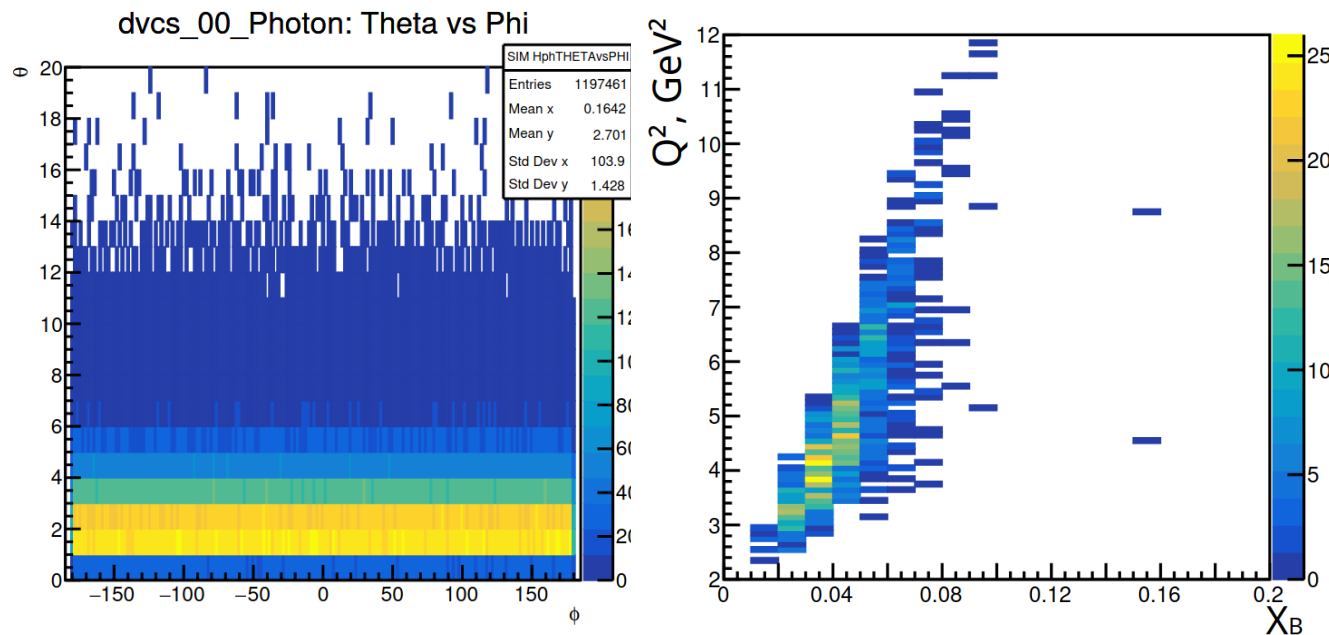 dvcs_00_Photon: Theta vs Phi
SIM HphTHETAvsPHI
Entries 1197461
Mean x 0.1642
Mean y 2.701
Std Dev x 103.9
Std Dev y 1.428
θ
20
18
16
14
12
10
8
6
4
2
0
−150 −100 −50 0 50 100 150
ϕ
80
60
40
20
0
Q², GeV²
12
11
10
9
8
7
6
5
4
3
2
0 0.04 0.08 0.12 0.16 0.2
X_B
25
20
15
10
5
0